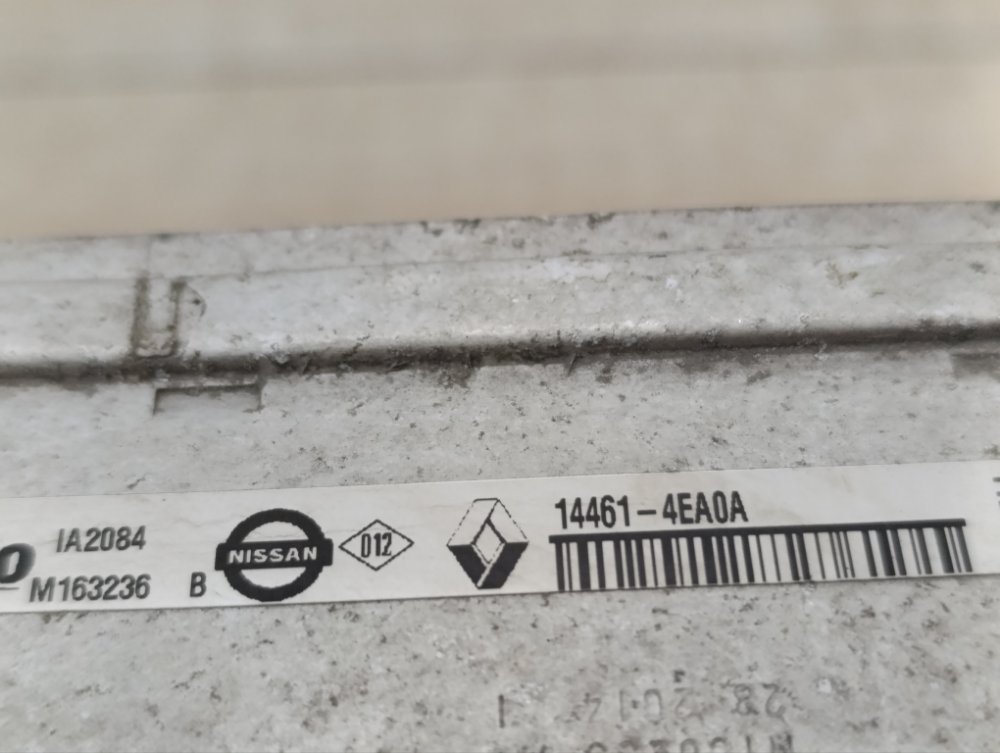 IA2084
M163236 B
NISSAN
012
14461-4EA0A